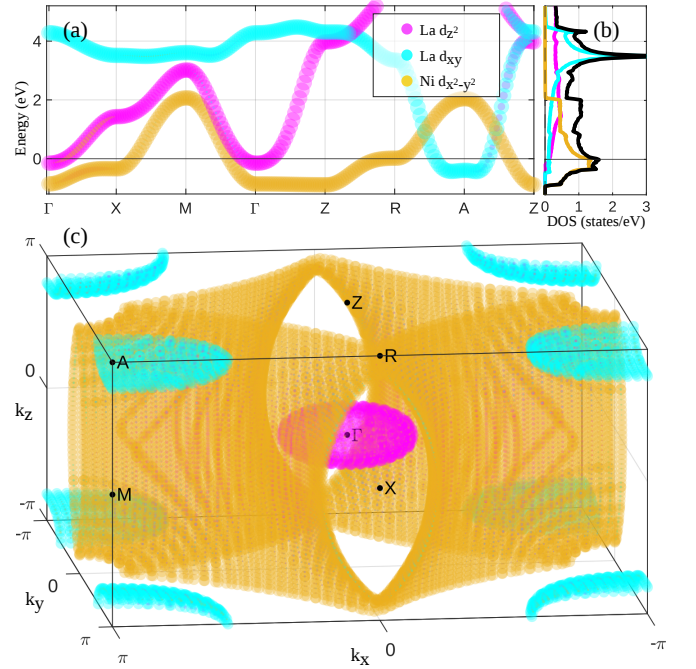 (a)
La d_z²
La d_xy
Ni d_x²-y²
Energy (eV)
4
2
0
Γ X M Γ Z R A Z
(b)
0 1 2 3
DOS (states/eV)
(c)
π
0
k_z
-π
-π
0
k_y
π
π
k_x
0
-π
Z
A
R
Γ
M
X